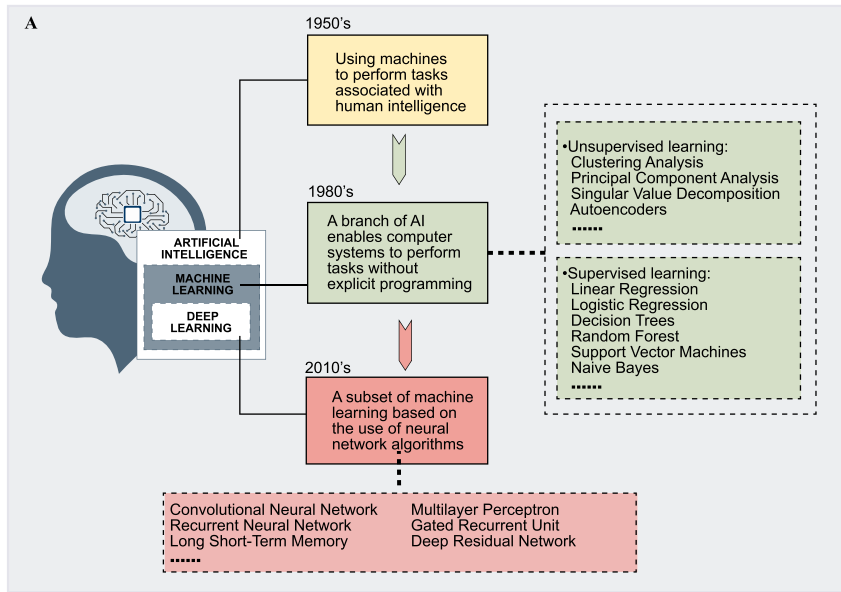 A
1950's
Using machines
to perform tasks
associated with
human intelligence
1980's
A branch of AI
enables computer
systems to perform
tasks without
explicit programming
2010's
A subset of machine
learning based on
the use of neural
network algorithms
ARTIFICIAL
INTELLIGENCE
MACHINE
LEARNING
DEEP
LEARNING
•Unsupervised learning:
Clustering Analysis
Principal Component Analysis
Singular Value Decomposition
Autoencoders
......
•Supervised learning:
Linear Regression
Logistic Regression
Decision Trees
Random Forest
Support Vector Machines
Naive Bayes
......
Convolutional Neural Network
Recurrent Neural Network
Long Short-Term Memory
......
Multilayer Perceptron
Gated Recurrent Unit
Deep Residual Network